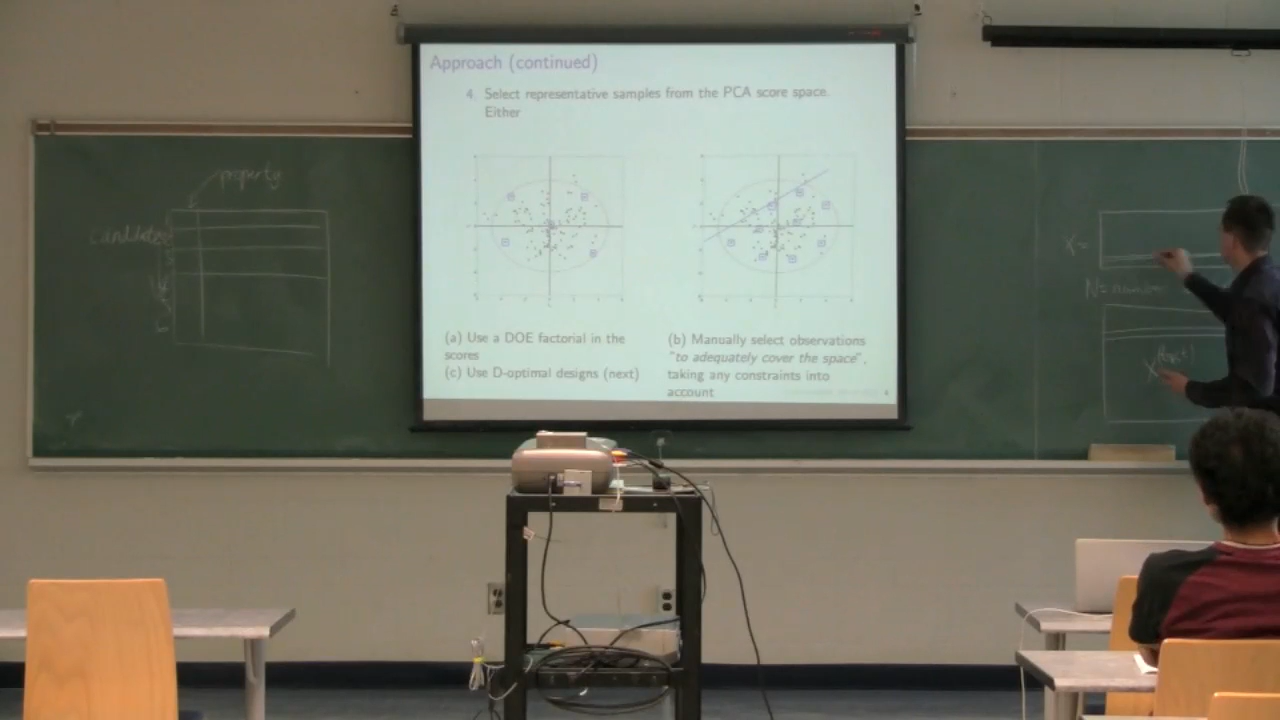 Approach (continued)
4. Select representative samples from the PCA score space.
Either
(a) Use a DOE factorial in the
scores
(c) Use D-optimal designs (next)
(b) Manually select observations
"to adequately cover the space",
taking any constraints into
account
property
X =
N= number